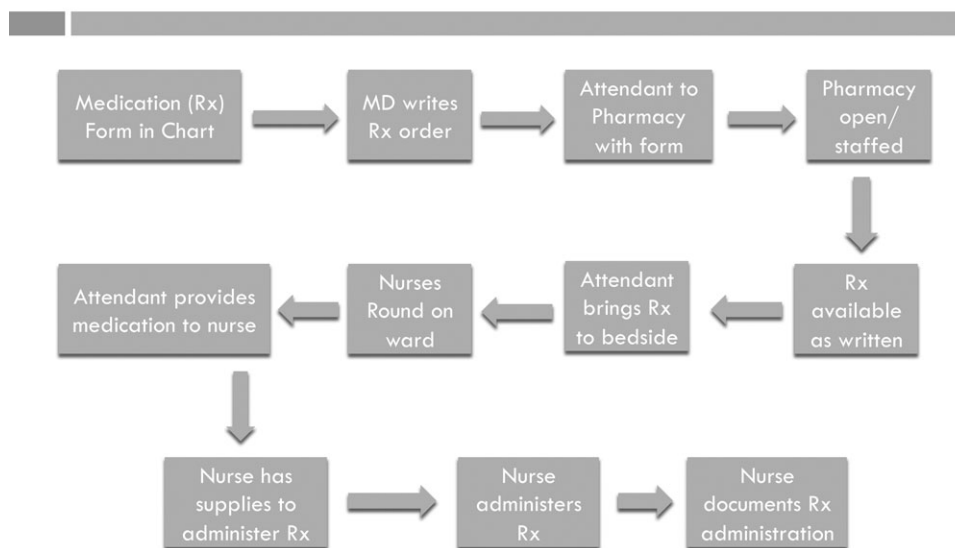 Medication (Rx)
Form in Chart
MD writes
Rx order
Attendant to
Pharmacy
with form
Pharmacy
open/
staffed
Rx
available
as written
Attendant
brings Rx
to bedside
Nurses
Round on
ward
Attendant provides
medication to nurse
Nurse has
supplies to
administer Rx
Nurse
administers
Rx
Nurse
documents Rx
administration